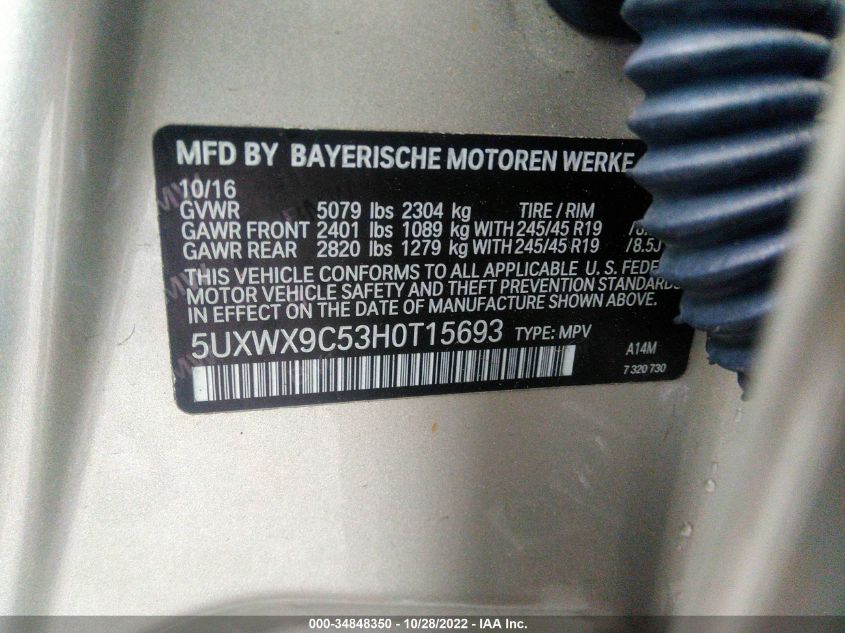 MFD BY BAYERISCHE MOTOREN WERKE
10/16
GVWR 5079 lbs 2304 kg TIRE / RIM
GAWR FRONT 2401 lbs 1089 kg WITH 245/45 R19
GAWR REAR 2820 lbs 1279 kg WITH 245/45 R19 /8.5J
THIS VEHICLE CONFORMS TO ALL APPLICABLE U.S. FEDE
MOTOR VEHICLE SAFETY AND THEFT PREVENTION STANDARDS
IN EFFECT ON THE DATE OF MANUFACTURE SHOWN ABOVE.
5UXWX9C53H0T15693 TYPE: MPV
A14M
7 320 730
000-34848350 | 10/28/2022 - IAA Inc.